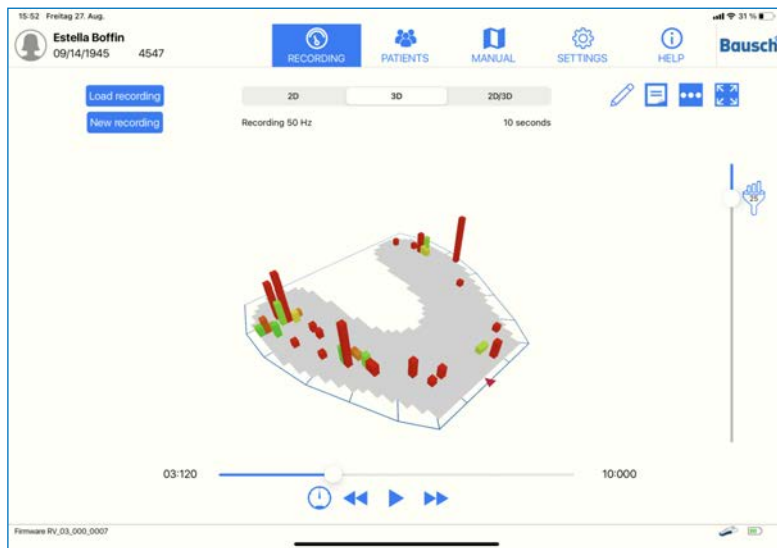 15:52 Freitag 27. Aug.
31 %
Estella Boffin
09/14/1945 4547
RECORDING
PATIENTS
MANUAL
SETTINGS
HELP
Bausch
Load recording
2D
3D
2D/3D
New recording
Recording 50 Hz
10 seconds
25
03:120
10:000
Firmware RV_03_000_0007